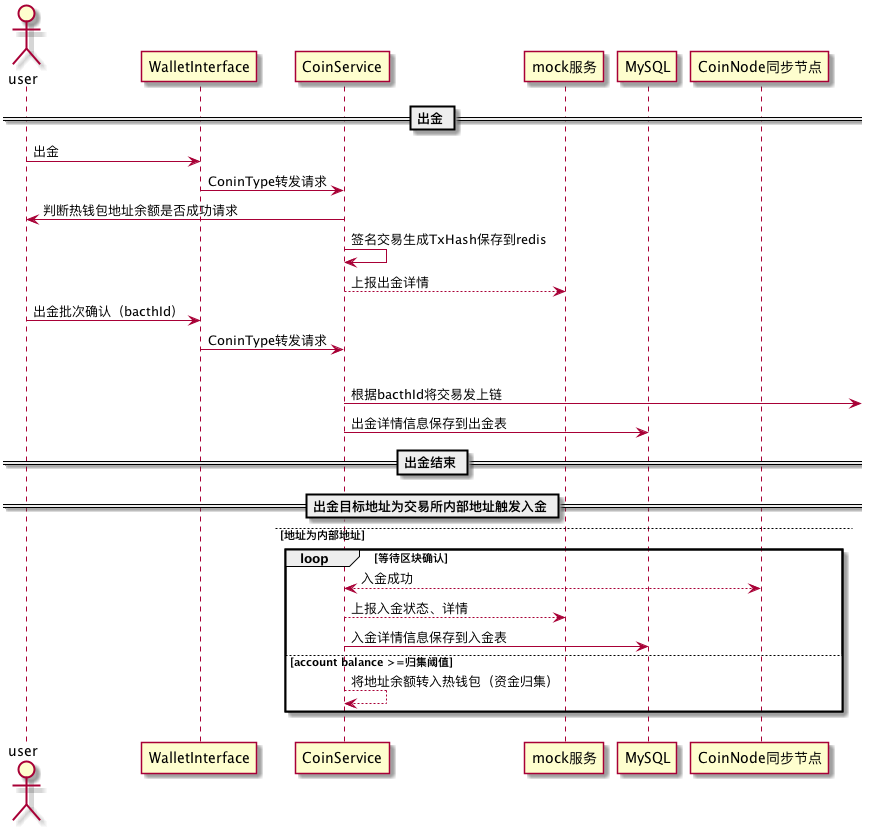 user
WalletInterface
CoinService
mock服务
MySQL
CoinNode同步节点
出金
出金
ConinType转发请求
判断热钱包地址余额是否成功请求
签名交易生成TxHash保存到redis
上报出金详情
出金批次确认（bacthId）
ConinType转发请求
根据bacthId将交易发上链
出金详情信息保存到出金表
出金结束
出金目标地址为交易所内部地址触发入金
[地址为内部地址]
loop
[等待区块确认]
入金成功
上报入金状态、详情
入金详情信息保存到入金表
[account balance >=归集阈值]
将地址余额转入热钱包（资金归集）
user
WalletInterface
CoinService
mock服务
MySQL
CoinNode同步节点